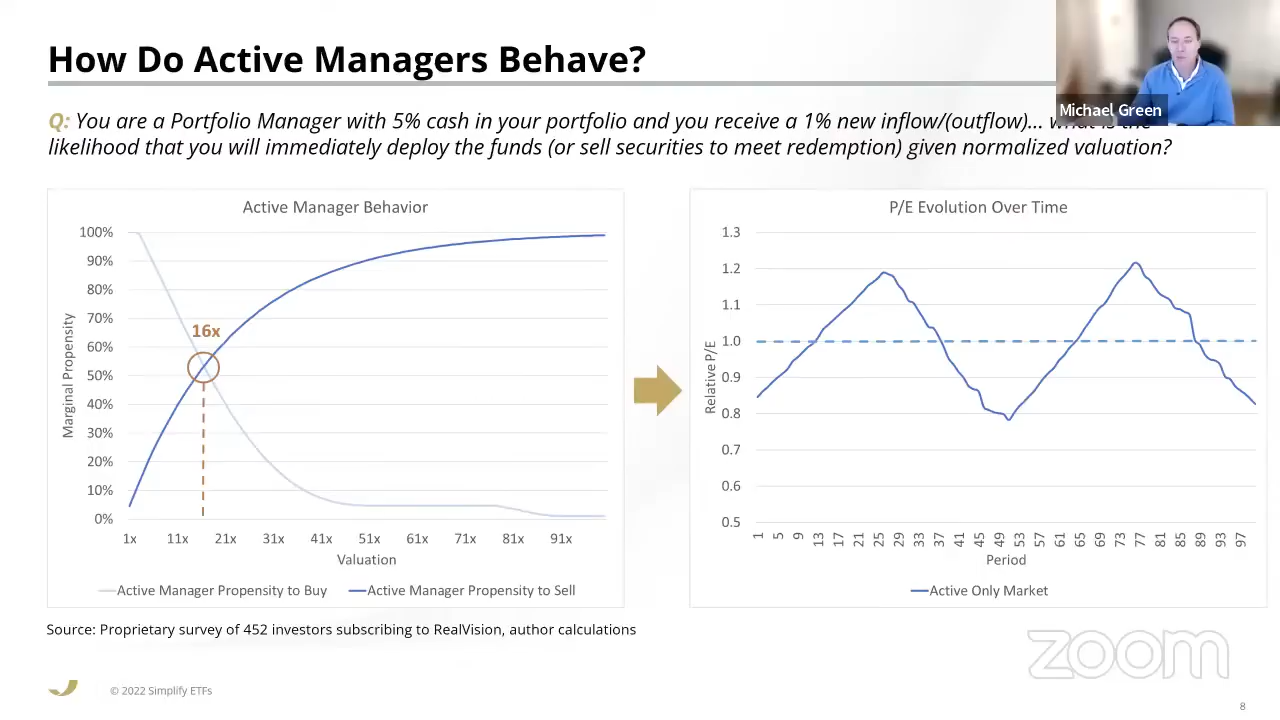 How Do Active Managers Behave?
Michael Green
Q: You are a Portfolio Manager with 5% cash in your portfolio and you receive a 1% new inflow/(outflow)... what is the
likelihood that you will immediately deploy the funds (or sell securities to meet redemption) given normalized valuation?
Active Manager Behavior
100%
90%
80%
70%
60%
50%
40%
30%
20%
10%
0%
Marginal Propensity
16x
1x 11x 21x 31x 41x 51x 61x 71x 81x 91x
Valuation
Active Manager Propensity to Buy Active Manager Propensity to Sell
P/E Evolution Over Time
1.3
1.2
1.1
1.0
0.9
0.8
0.7
0.6
0.5
Relative P/E
1 5 9 13 17 21 25 29 33 37 41 45 49 53 57 61 65 69 73 77 81 85 89 93 97
Period
Active Only Market
Source: Proprietary survey of 452 investors subscribing to RealVision, author calculations
zoom
© 2022 Simplify ETFs
8